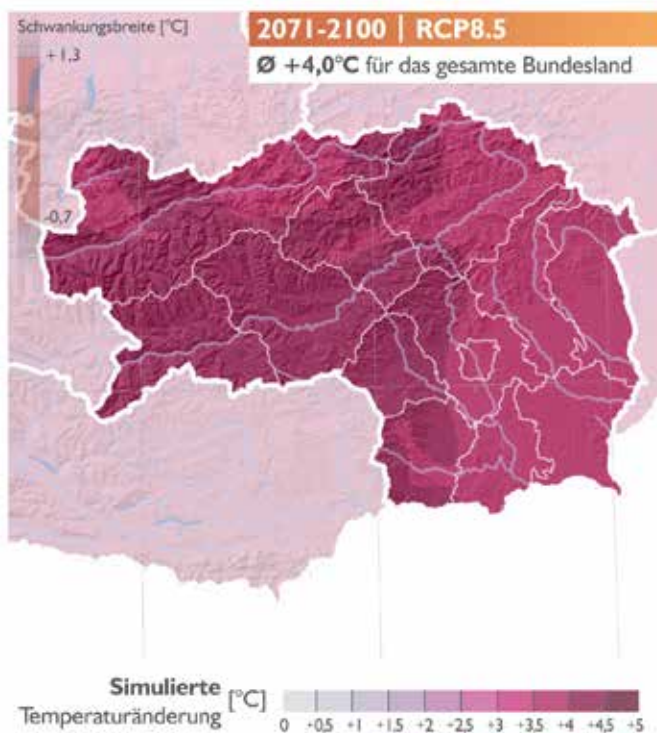 Schwankungsbreite [°C]
+1,3
-0,7
2071-2100 | RCP8.5
Ø +4,0°C für das gesamte Bundesland
Simulierte
Temperaturänderung
[°C]
0 +0,5 +1 +1,5 +2 +2,5 +3 +3,5 +4 +4,5 +5